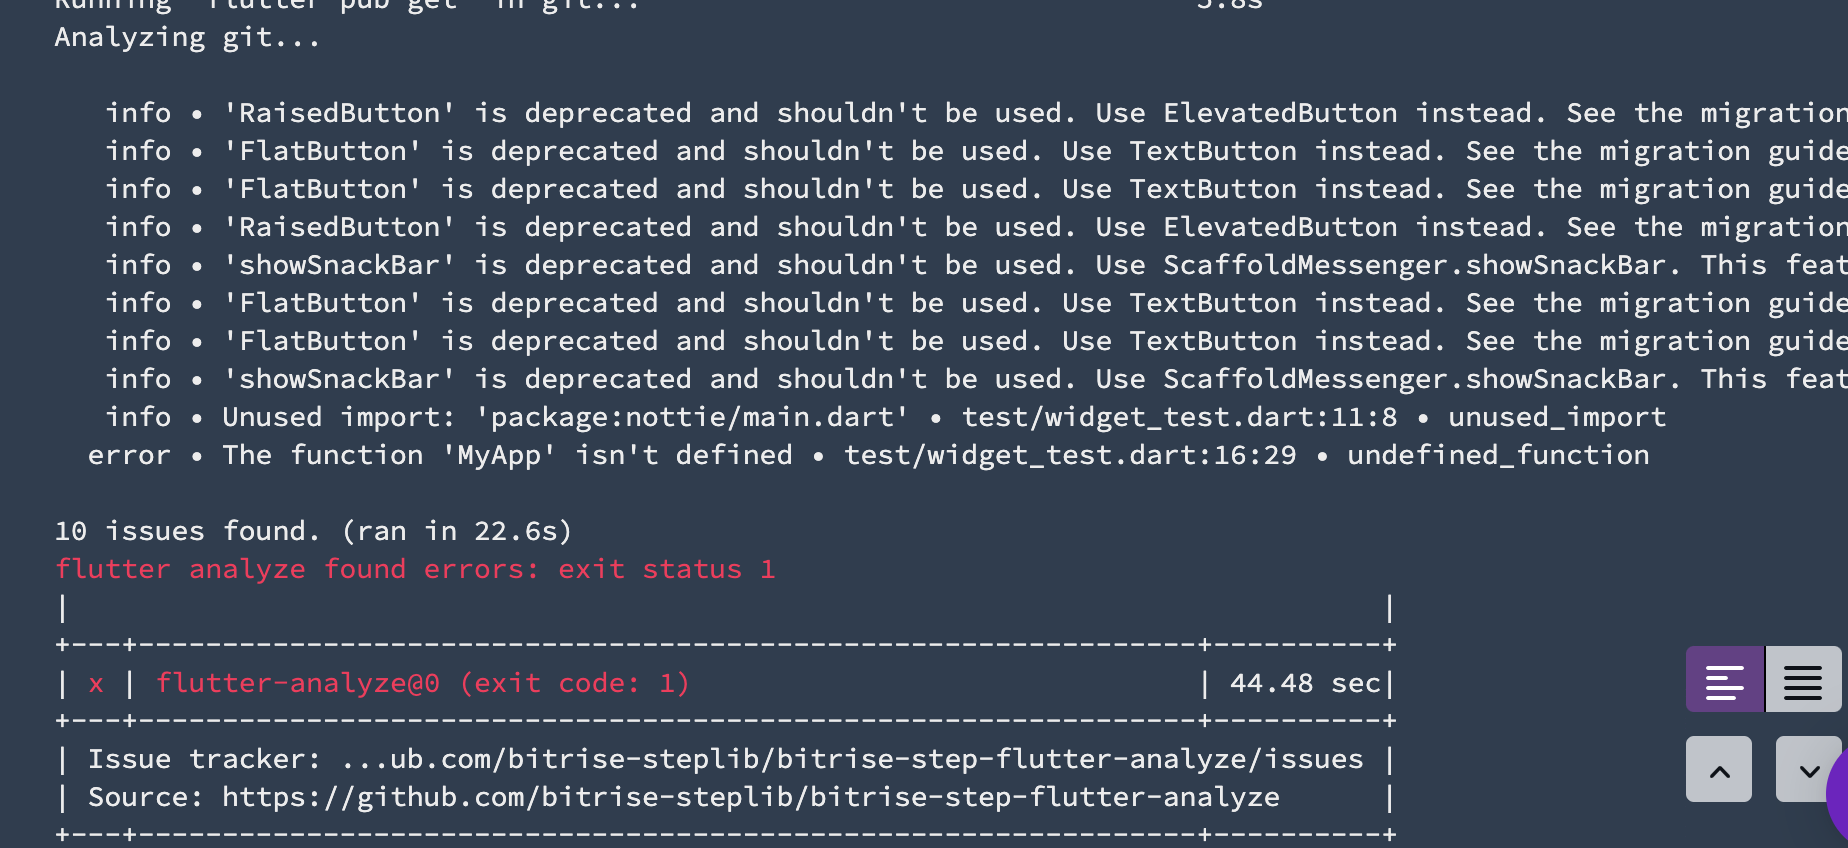 Running "flutter pub get" in git... 5.8s
Analyzing git...
info • 'RaisedButton' is deprecated and shouldn't be used. Use ElevatedButton instead. See the migration
info • 'FlatButton' is deprecated and shouldn't be used. Use TextButton instead. See the migration guide
info • 'FlatButton' is deprecated and shouldn't be used. Use TextButton instead. See the migration guide
info • 'RaisedButton' is deprecated and shouldn't be used. Use ElevatedButton instead. See the migration
info • 'showSnackBar' is deprecated and shouldn't be used. Use ScaffoldMessenger.showSnackBar. This feat
info • 'FlatButton' is deprecated and shouldn't be used. Use TextButton instead. See the migration guide
info • 'FlatButton' is deprecated and shouldn't be used. Use TextButton instead. See the migration guide
info • 'showSnackBar' is deprecated and shouldn't be used. Use ScaffoldMessenger.showSnackBar. This feat
info • Unused import: 'package:nottie/main.dart' • test/widget_test.dart:11:8 • unused_import
error • The function 'MyApp' isn't defined • test/widget_test.dart:16:29 • undefined_function
10 issues found. (ran in 22.6s)
flutter analyze found errors: exit status 1
| |
+---+---------------------------------------------------------------+----------+
| x | flutter-analyze@0 (exit code: 1) | 44.48 sec|
+---+---------------------------------------------------------------+----------+
| Issue tracker: ...ub.com/bitrise-steplib/bitrise-step-flutter-analyze/issues |
| Source: https://github.com/bitrise-steplib/bitrise-step-flutter-analyze |
+---+---------------------------------------------------------------+----------+